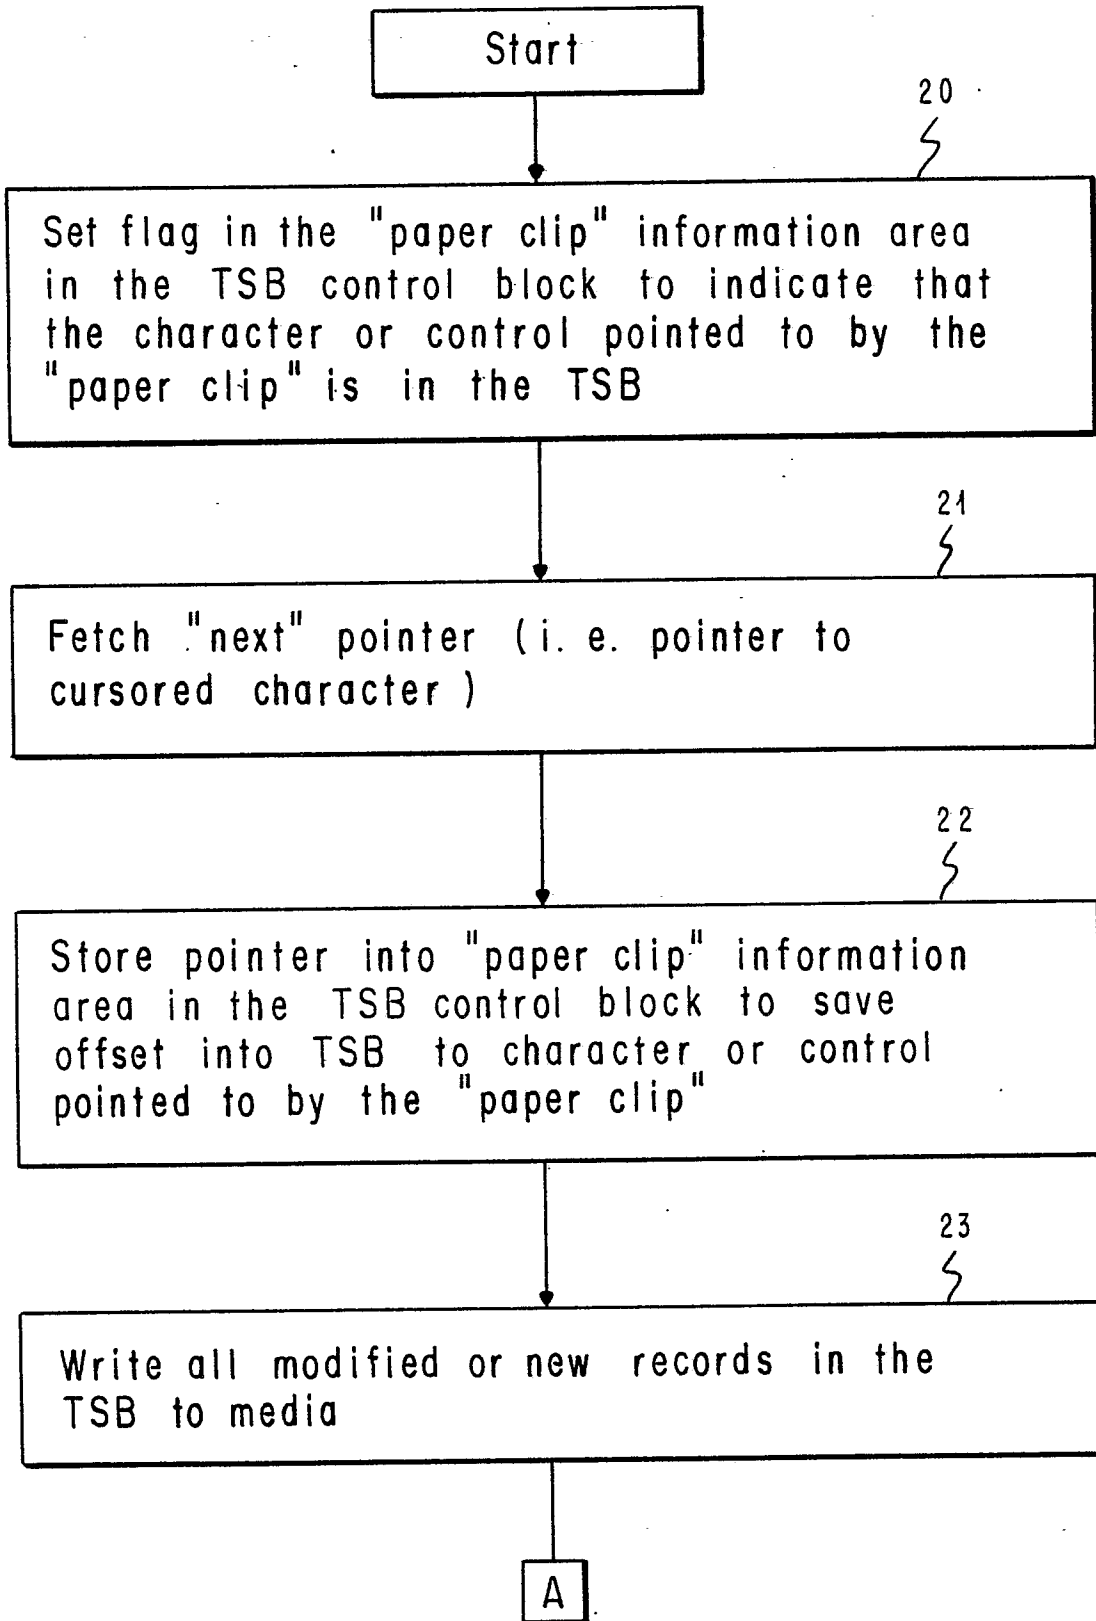 Start
20
Set flag in the "paper clip" information area
in the TSB control block to indicate that
the character or control pointed to by the
"paper clip" is in the TSB
21
Fetch "next" pointer (i. e. pointer to
cursored character )
22
Store pointer into "paper clip" information
area in the TSB control block to save
offset into TSB to character or control
pointed to by the "paper clip"
23
Write all modified or new records in the
TSB to media
A